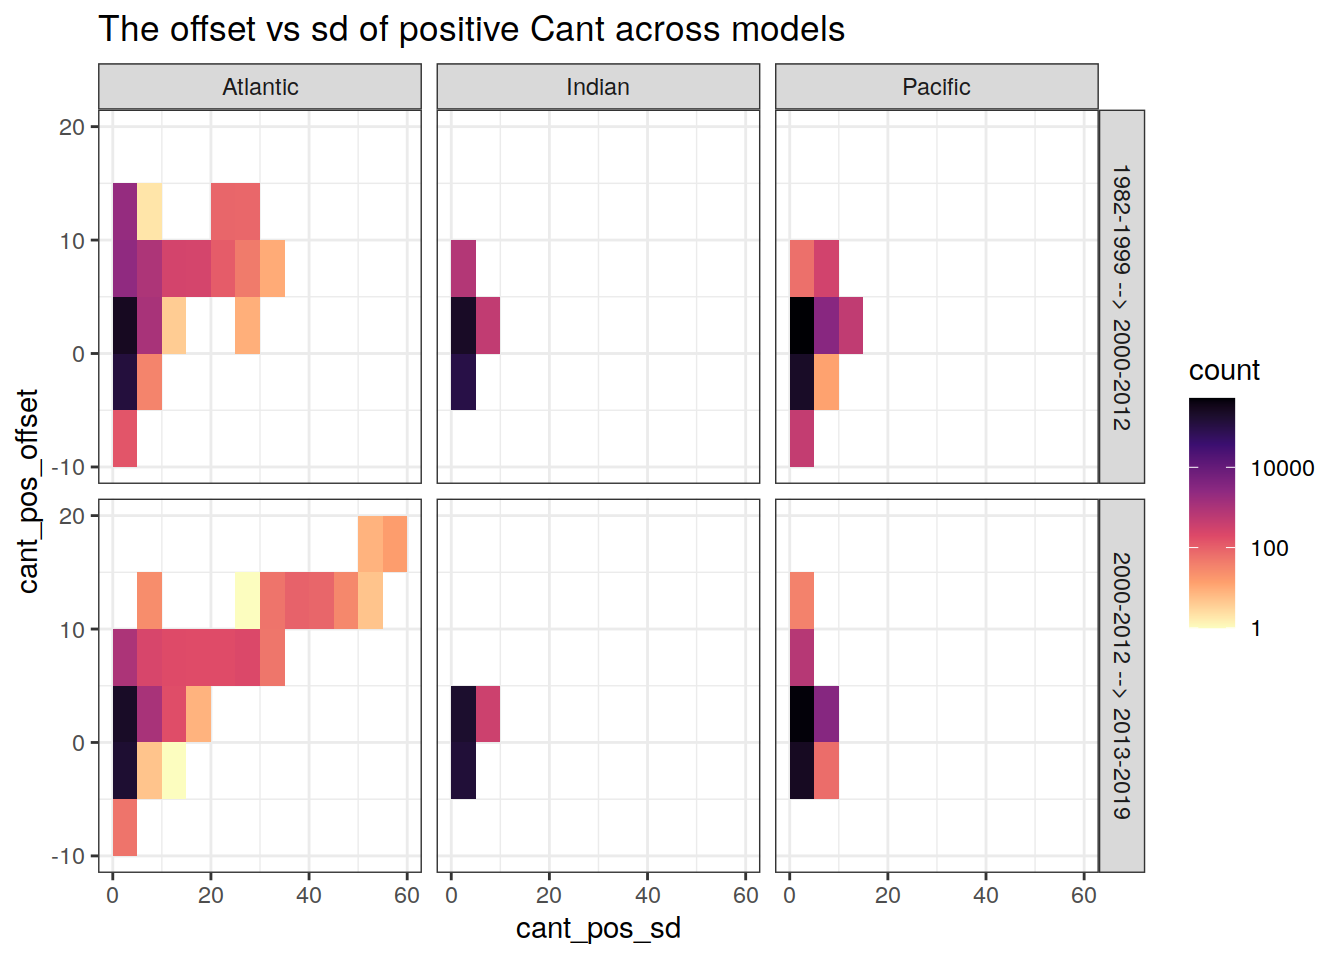 The offset vs sd of positive Cant across models
Atlantic
Indian
Pacific
20
10
0
-10
1982-1999 --> 2000-2012
20
10
0
-10
2000-2012 --> 2013-2019
0 20 40 60
0 20 40 60
0 20 40 60
cant_pos_sd
cant_pos_offset
count
10000
100
1